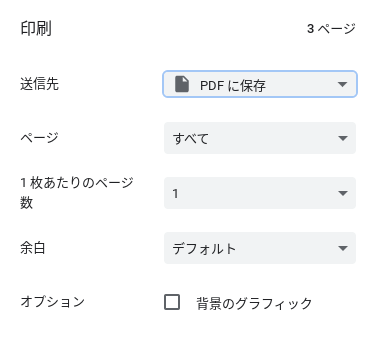 印刷 3 ページ
送信先 PDF に保存
ページ すべて
1 枚あたりのページ
数 1
余白 デフォルト
オプション 背景のグラフィック